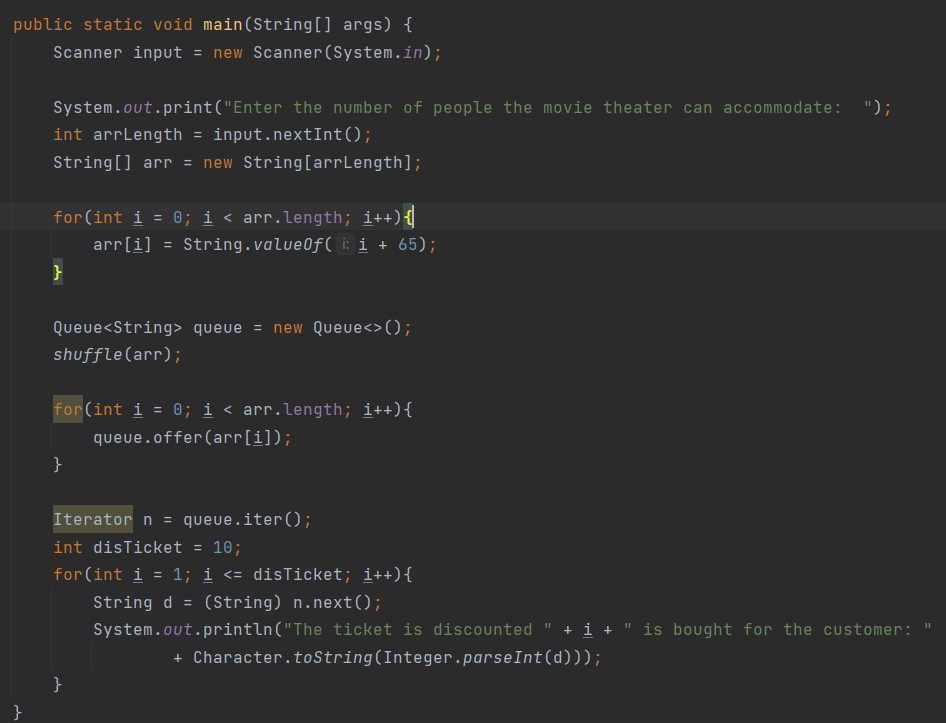 public static void main(String[] args) {
    Scanner input = new Scanner(System.in);
    System.out.print("Enter the number of people the movie theater can accommodate:  ");
    int arrLength = input.nextInt();
    String[] arr = new String[arrLength];
    for(int i = 0; i < arr.length; i++){
        arr[i] = String.valueOf( i: i + 65);
    }
    Queue<String> queue = new Queue<>();
    shuffle(arr);
    for(int i = 0; i < arr.length; i++){
        queue.offer(arr[i]);
    }
    Iterator n = queue.iter();
    int disTicket = 10;
    for(int i = 1; i <= disTicket; i++){
        String d = (String) n.next();
        System.out.println("The ticket is discounted " + i + " is bought for the customer: "
                + Character.toString(Integer.parseInt(d)));
    }
}